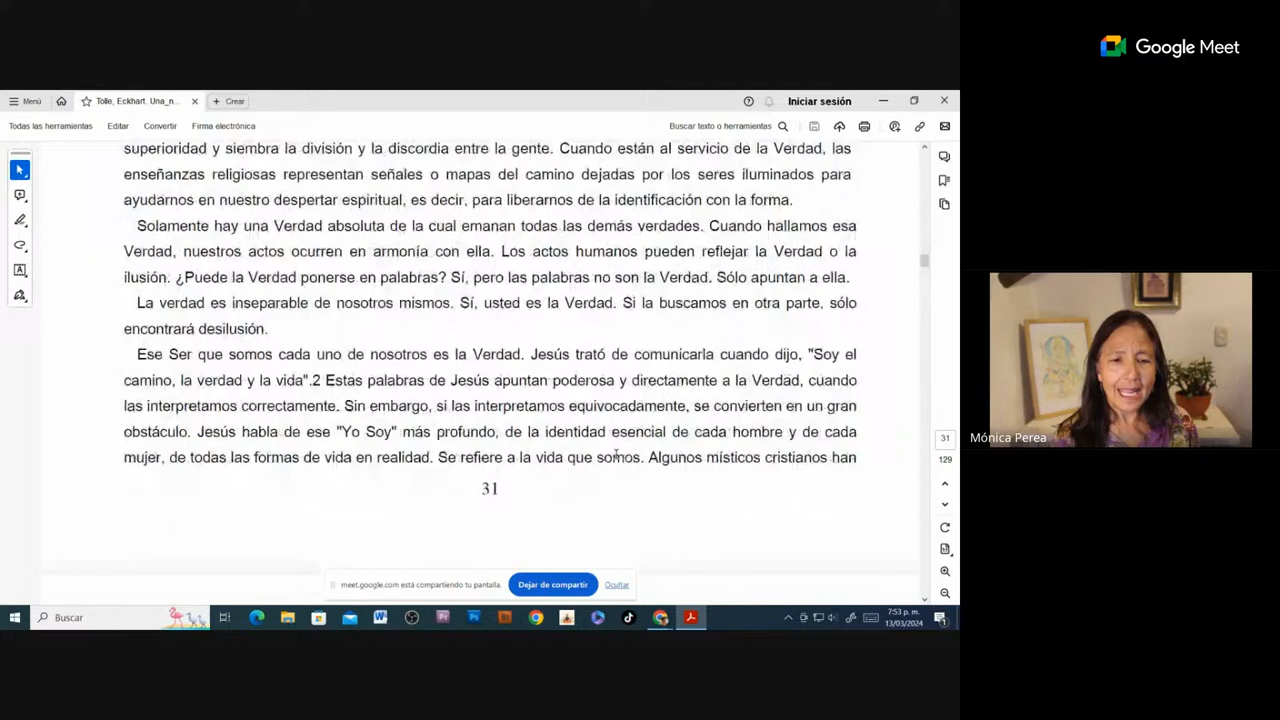 Google Meet
Menú
Tolle, Eckhart. Una_n...
Crear
Iniciar sesión
Todas las herramientas
Editar
Convertir
Firma electrónica
Buscar texto o herramientas
superioridad y siembra la división y la discordia entre la gente. Cuando están al servicio de la Verdad, las
enseñanzas religiosas representan señales o mapas del camino dejadas por los seres iluminados para
ayudarnos en nuestro despertar espiritual, es decir, para liberarnos de la identificación con la forma.
Solamente hay una Verdad absoluta de la cual emanan todas las demás verdades. Cuando hallamos esa
Verdad, nuestros actos ocurren en armonía con ella. Los actos humanos pueden reflejar la Verdad o la
ilusión. ¿Puede la Verdad ponerse en palabras? Sí, pero las palabras no son la Verdad. Sólo apuntan a ella.
La verdad es inseparable de nosotros mismos. Sí, usted es la Verdad. Si la buscamos en otra parte, sólo
encontrará desilusión.
Ese Ser que somos cada uno de nosotros es la Verdad. Jesús trató de comunicarla cuando dijo, "Soy el
camino, la verdad y la vida".2 Estas palabras de Jesús apuntan poderosa y directamente a la Verdad, cuando
las interpretamos correctamente. Sin embargo, si las interpretamos equivocadamente, se convierten en un gran
obstáculo. Jesús habla de ese "Yo Soy" más profundo, de la identidad esencial de cada hombre y de cada
mujer, de todas las formas de vida en realidad. Se refiere a la vida que somos. Algunos místicos cristianos han
31
31
129
Mónica Perea
meet.google.com está compartiendo tu pantalla.
Dejar de compartir
Ocultar
Buscar
7:53 p. m.
13/03/2024